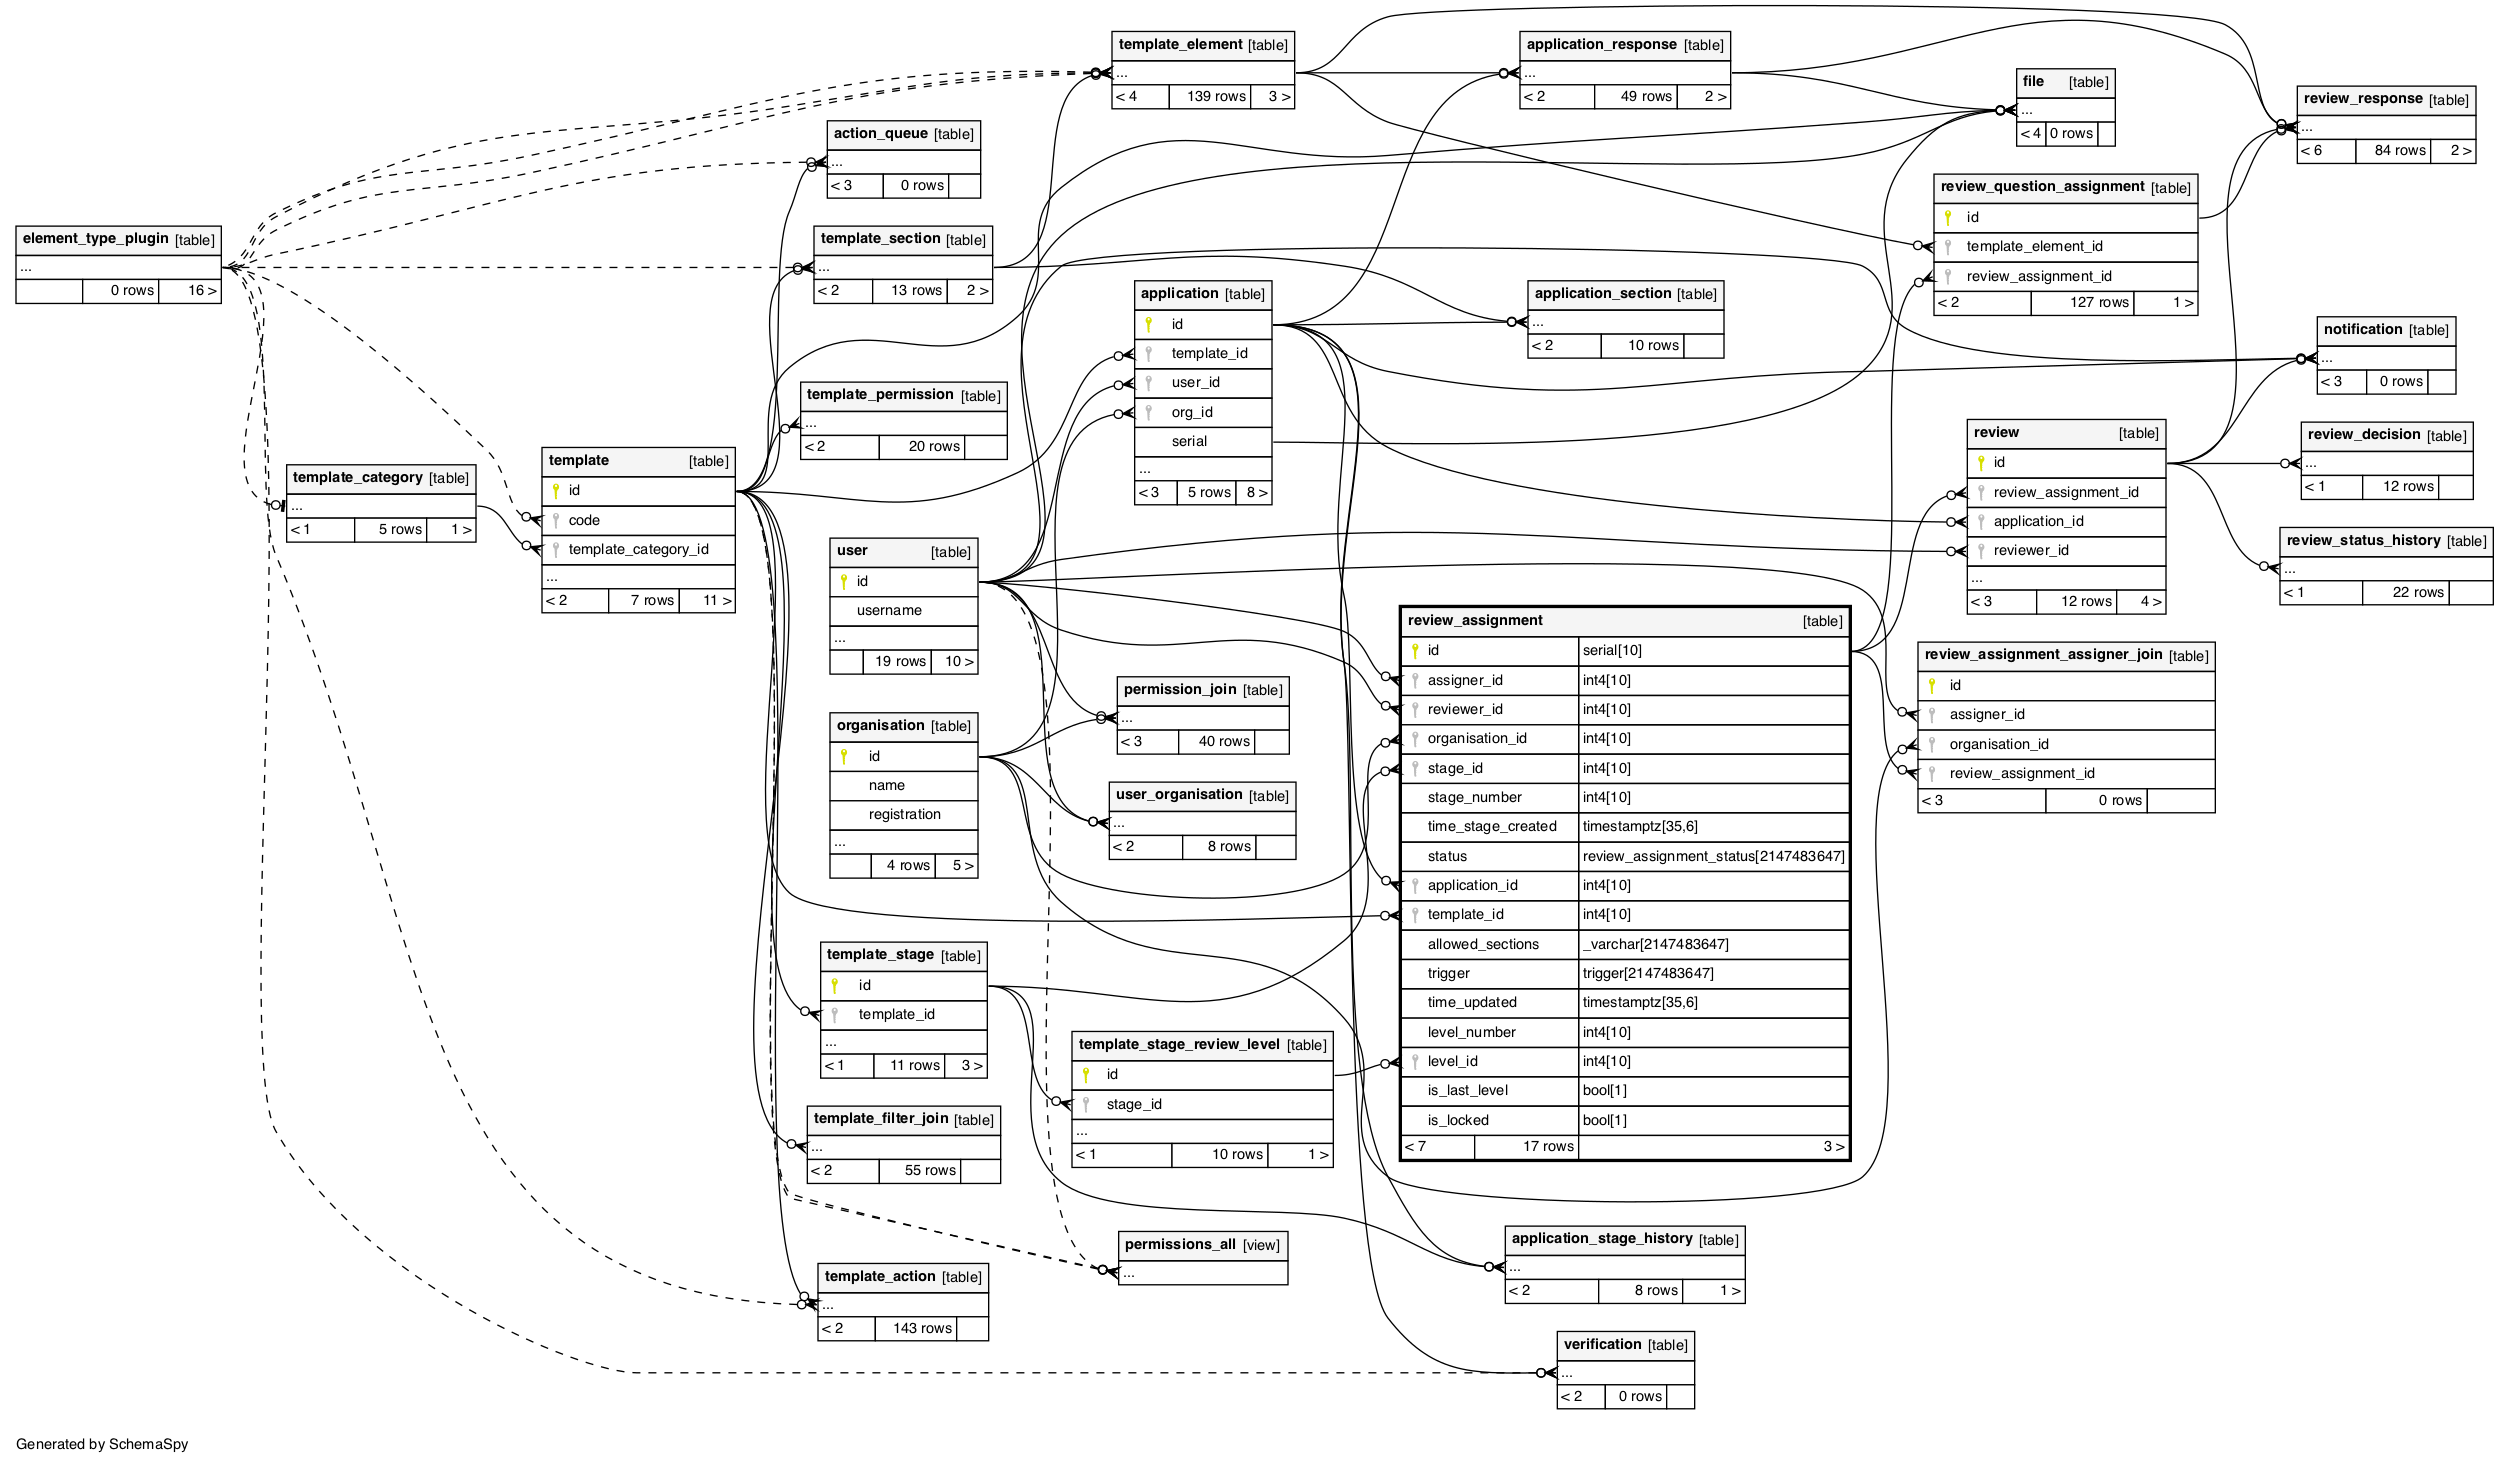 template_element [table]
...
< 4 139 rows 3 >
application_response [table]
...
< 2 49 rows 2 >
file [table]
...
< 4 0 rows
review_response [table]
...
< 6 84 rows 2 >
action_queue [table]
...
< 3 0 rows
review_question_assignment [table]
id
template_element_id
review_assignment_id
< 2 127 rows 1 >
element_type_plugin [table]
...
0 rows 16 >
template_section [table]
...
< 2 13 rows 2 >
application [table]
id
template_id
user_id
org_id
serial
...
< 3 5 rows 8 >
application_section [table]
...
< 2 10 rows
notification [table]
...
< 3 0 rows
template_permission [table]
...
< 2 20 rows
review [table]
id
review_assignment_id
application_id
reviewer_id
...
< 3 12 rows 4 >
review_decision [table]
...
< 1 12 rows
template_category [table]
...
< 1 5 rows 1 >
template [table]
id
code
template_category_id
...
< 2 7 rows 11 >
review_status_history [table]
...
< 1 22 rows
user [table]
id
username
...
19 rows 10 >
review_assignment [table]
id serial[10]
assigner_id int4[10]
reviewer_id int4[10]
organisation_id int4[10]
stage_id int4[10]
stage_number int4[10]
time_stage_created timestamptz[35,6]
status review_assignment_status[2147483647]
application_id int4[10]
template_id int4[10]
allowed_sections _varchar[2147483647]
trigger trigger[2147483647]
time_updated timestamptz[35,6]
level_number int4[10]
level_id int4[10]
is_last_level bool[1]
is_locked bool[1]
< 7 17 rows 3 >
review_assignment_assigner_join [table]
id
assigner_id
organisation_id
review_assignment_id
< 3 0 rows
permission_join [table]
...
< 3 40 rows
organisation [table]
id
name
registration
...
4 rows 5 >
user_organisation [table]
...
< 2 8 rows
template_stage [table]
id
template_id
...
< 1 11 rows 3 >
template_stage_review_level [table]
id
stage_id
...
< 1 10 rows 1 >
template_filter_join [table]
...
< 2 55 rows
permissions_all [view]
...
application_stage_history [table]
...
< 2 8 rows 1 >
template_action [table]
...
< 2 143 rows
verification [table]
...
< 2 0 rows
Generated by SchemaSpy